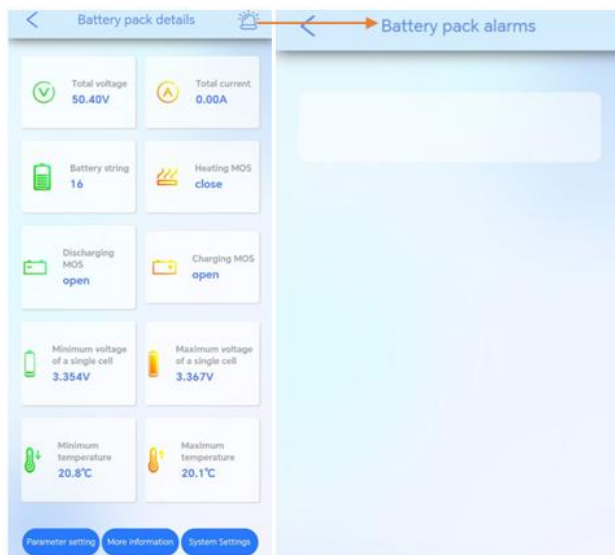 Battery pack details
Battery pack alarms
Total voltage
50.40V
Total current
0.00A
Battery string
16
Heating MOS
close
Discharging
MOS
open
Charging MOS
open
Minimum voltage
of a single cell
3.354V
Maximum voltage
of a single cell
3.367V
Minimum
temperature
20.8℃
Maximum
temperature
20.1℃
Parameter setting
More information
System Settings